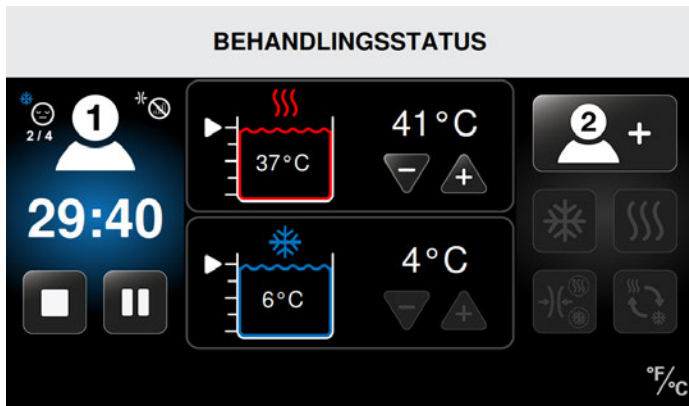 BEHANDLINGSSTATUS
1
2/4
29:40
41°C
37°C
4°C
6°C
2 +
°F/°C